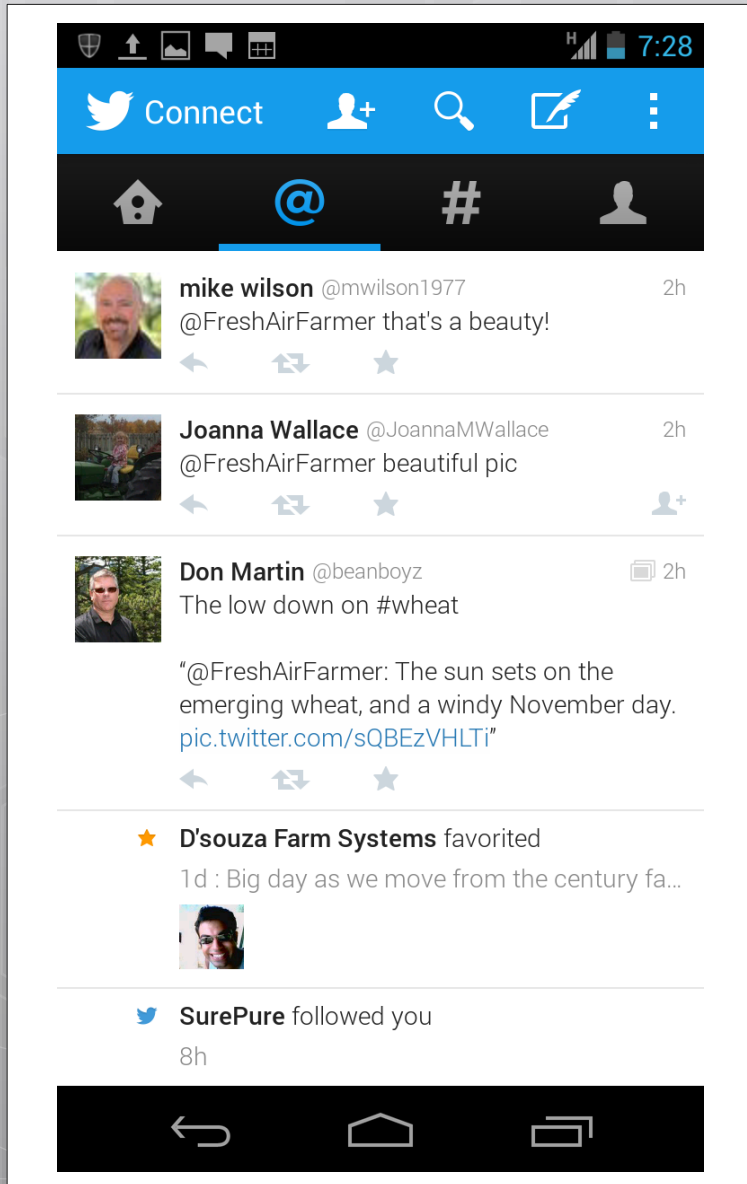 H 7:28
Connect
@ #
mike wilson @mwilson1977 2h
@FreshAirFarmer that's a beauty!
Joanna Wallace @JoannaMWallace 2h
@FreshAirFarmer beautiful pic
Don Martin @beanboyz 2h
The low down on #wheat
“@FreshAirFarmer: The sun sets on the
emerging wheat, and a windy November day.
pic.twitter.com/sQBEzVHLTi”
D'souza Farm Systems favorited
1d : Big day as we move from the century fa...
SurePure followed you
8h